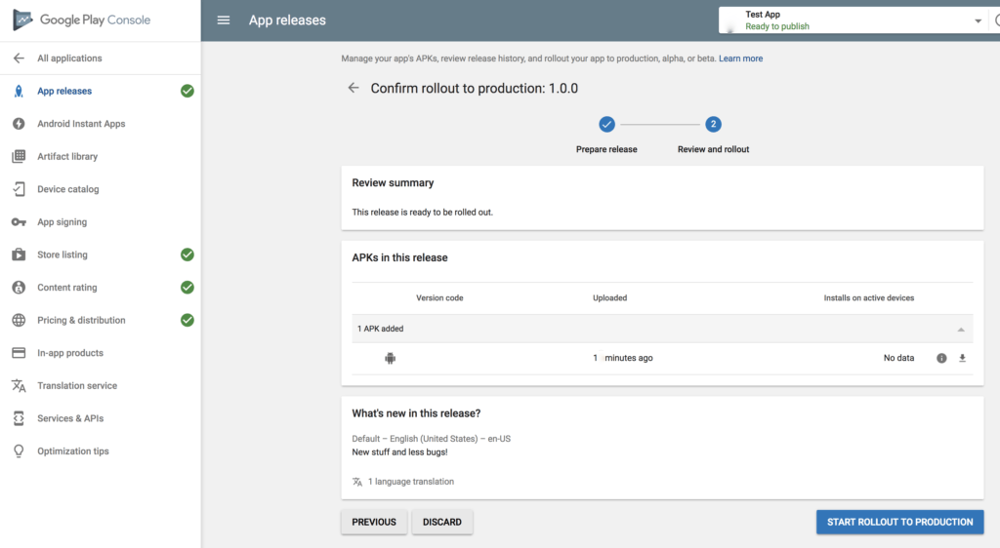 Google Play Console
App releases
Test App
Ready to publish
All applications
App releases
Android Instant Apps
Artifact library
Device catalog
App signing
Store listing
Content rating
Pricing & distribution
In-app products
Translation service
Services & APIs
Optimization tips
Manage your app's APKs, review release history, and rollout your app to production, alpha, or beta. Learn more
Confirm rollout to production: 1.0.0
2
Prepare release Review and rollout
Review summary
This release is ready to be rolled out.
APKs in this release
Version code Uploaded Installs on active devices
1 APK added
1 minutes ago No data
What's new in this release?
Default – English (United States) – en-US
New stuff and less bugs!
1 language translation
PREVIOUS DISCARD START ROLLOUT TO PRODUCTION